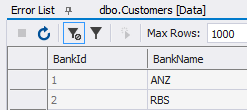 Error List dbo.Customers [Data]
Max Rows: 1000
BankId BankName
1 ANZ
2 RBS